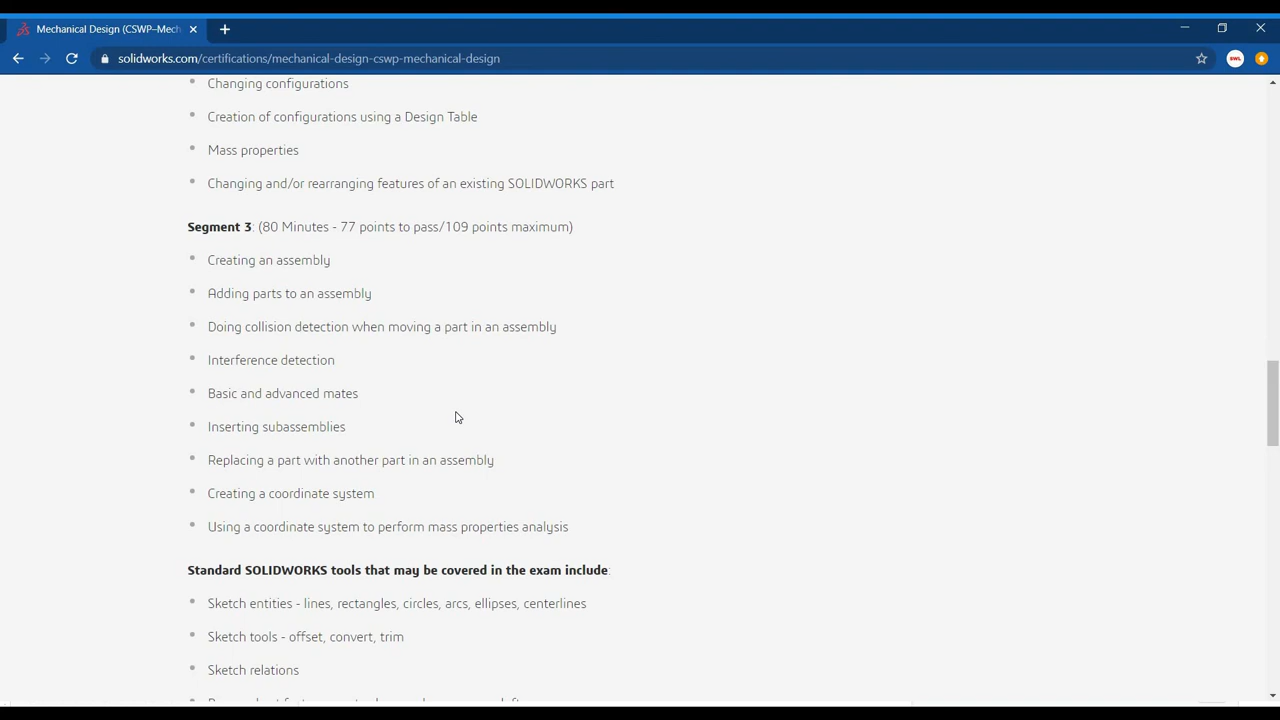 Mechanical Design (CSWP–Mech
solidworks.com/certifications/mechanical-design-cswp-mechanical-design
SWL
Changing configurations
Creation of configurations using a Design Table
Mass properties
Changing and/or rearranging features of an existing SOLIDWORKS part
Segment 3: (80 Minutes - 77 points to pass/109 points maximum)
Creating an assembly
Adding parts to an assembly
Doing collision detection when moving a part in an assembly
Interference detection
Basic and advanced mates
Inserting subassemblies
Replacing a part with another part in an assembly
Creating a coordinate system
Using a coordinate system to perform mass properties analysis
Standard SOLIDWORKS tools that may be covered in the exam include:
Sketch entities - lines, rectangles, circles, arcs, ellipses, centerlines
Sketch tools - offset, convert, trim
Sketch relations